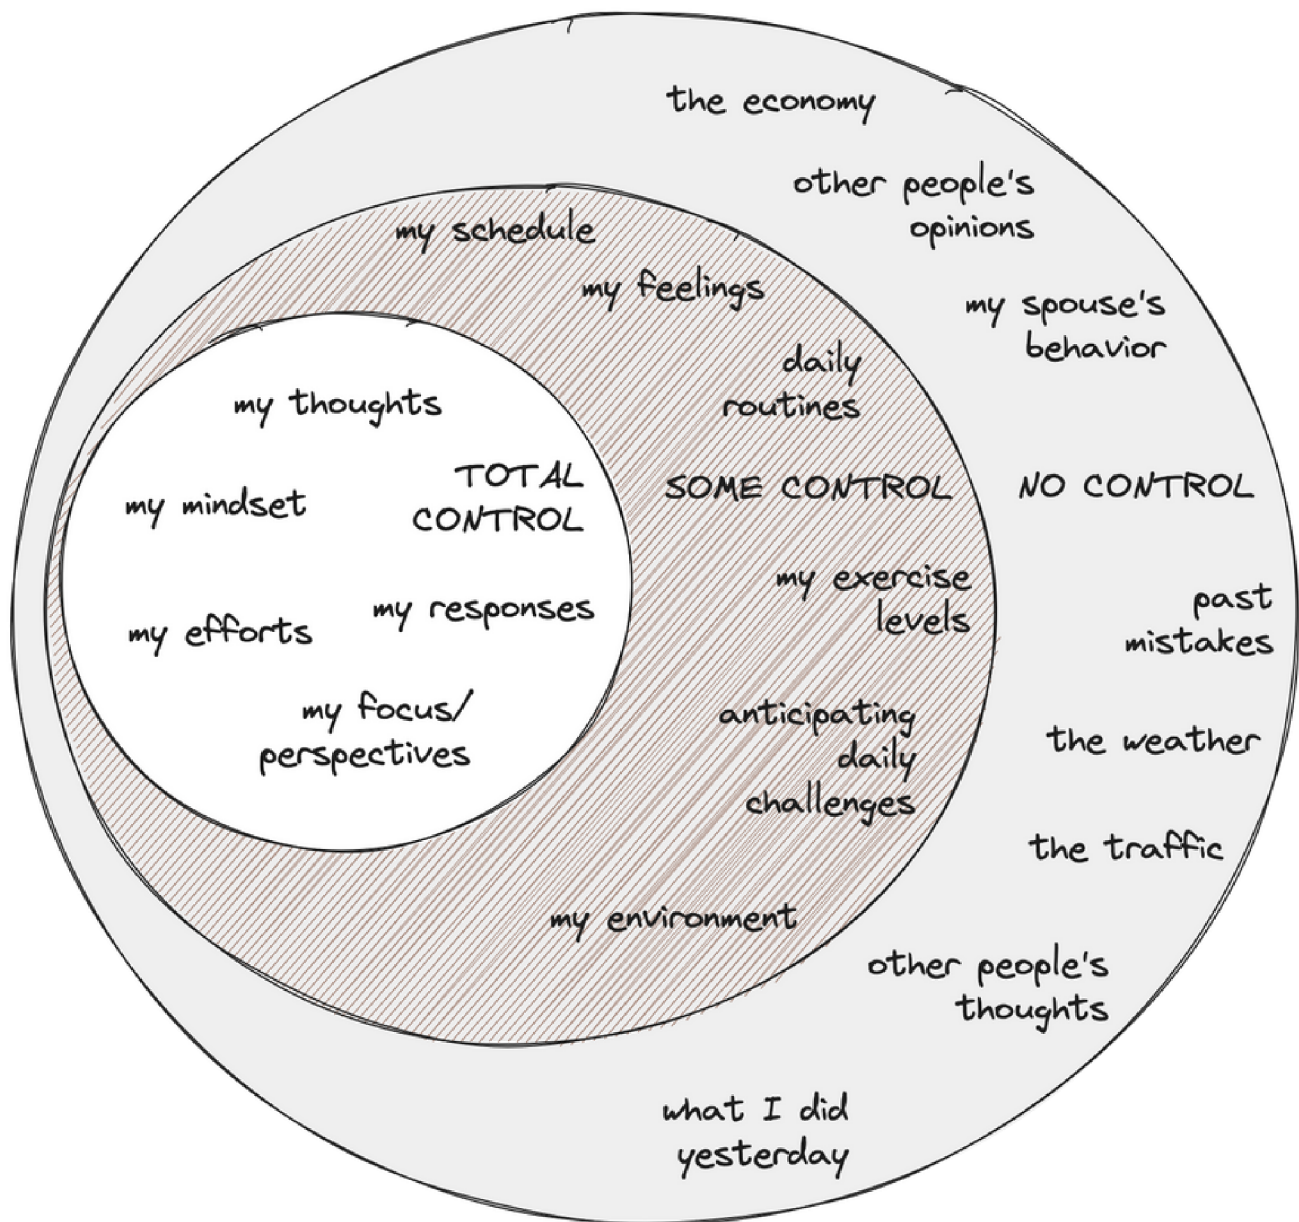 the economy
other people's
opinions
my spouse's
behavior
NO CONTROL
past
mistakes
the weather
the traffic
other people's
thoughts
what I did
yesterday
my schedule
my feelings
daily
routines
SOME CONTROL
my exercise
levels
anticipating
daily
challenges
my environment
my thoughts
TOTAL
CONTROL
my mindset
my responses
my efforts
my focus/
perspectives